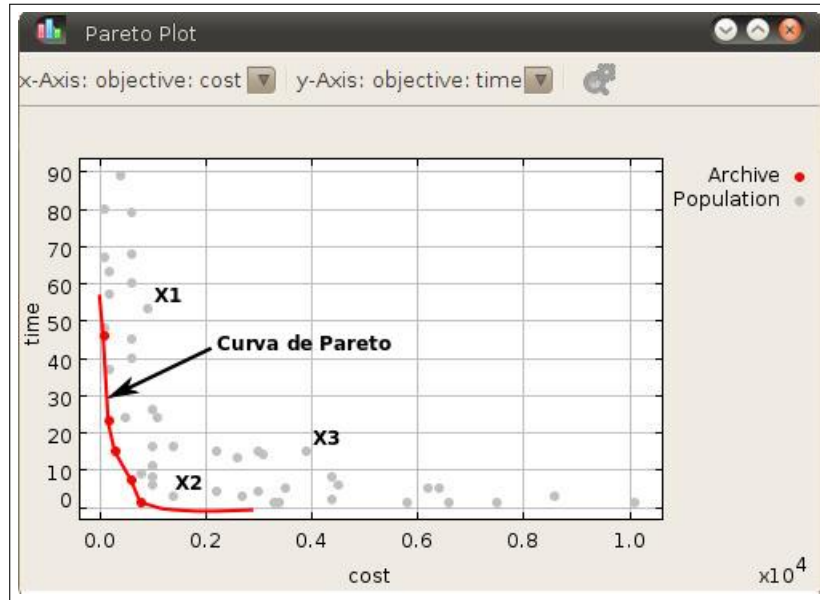 Pareto Plot
x-Axis: objective: cost y-Axis: objective: time
Archive
Population
90
80
70
60
50
40
30
20
10
0
time
X1
Curva de Pareto
X3
X2
0.0 0.2 0.4 0.6 0.8 1.0
cost
x10^4